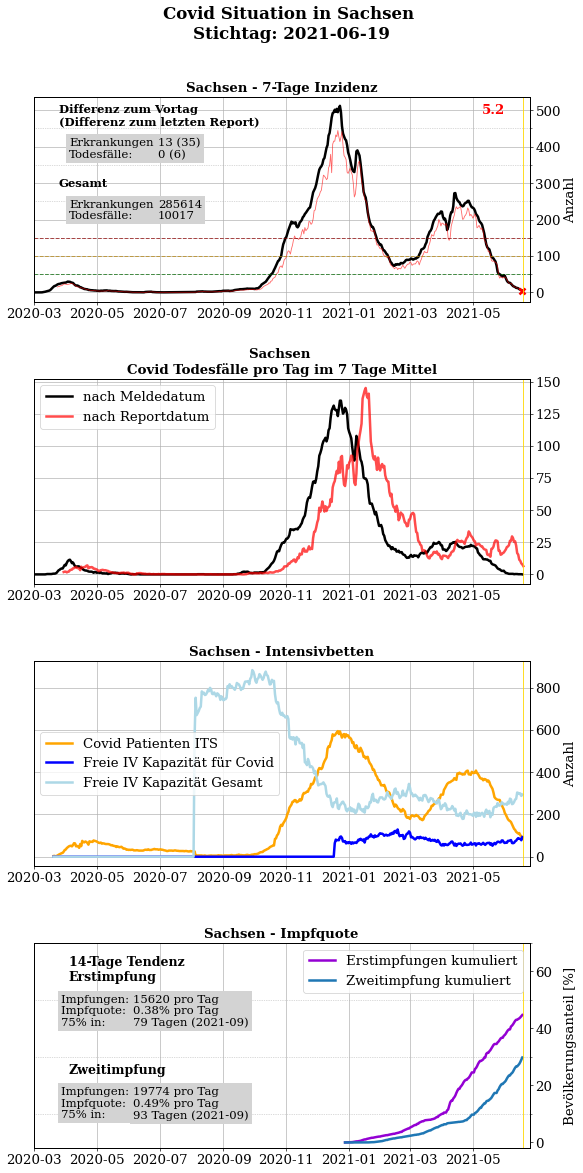 Covid Situation in Sachsen
Stichtag: 2021-06-19
Sachsen - 7-Tage Inzidenz
Differenz zum Vortag
(Differenz zum letzten Report)
Erkrankungen 13 (35)
Todesfälle: 0 (6)
Gesamt
Erkrankungen 285614
Todesfälle: 10017
5.2
500
400
300
200
100
0
Anzahl
2020-03 2020-05 2020-07 2020-09 2020-11 2021-01 2021-03 2021-05
Sachsen
Covid Todesfälle pro Tag im 7 Tage Mittel
nach Meldedatum
nach Reportdatum
150
125
100
75
50
25
0
2020-03 2020-05 2020-07 2020-09 2020-11 2021-01 2021-03 2021-05
Sachsen - Intensivbetten
Covid Patienten ITS
Freie IV Kapazität für Covid
Freie IV Kapazität Gesamt
800
600
400
200
0
Anzahl
2020-03 2020-05 2020-07 2020-09 2020-11 2021-01 2021-03 2021-05
Sachsen - Impfquote
14-Tage Tendenz
Erstimpfung
Impfungen: 15620 pro Tag
Impfquote: 0.38% pro Tag
75% in: 79 Tagen (2021-09)
Zweitimpfung
Impfungen: 19774 pro Tag
Impfquote: 0.49% pro Tag
75% in: 93 Tagen (2021-09)
Erstimpfungen kumuliert
Zweitimpfung kumuliert
60
40
20
0
Bevölkerungsanteil [%]
2020-03 2020-05 2020-07 2020-09 2020-11 2021-01 2021-03 2021-05